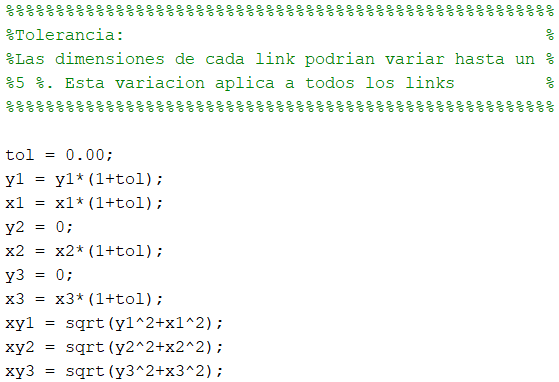 %%%%%%%%%%%%%%%%%%%%%%%%%%%%%%%%%%%%%%%%%%%%%%%%%%%%%%%
%Tolerancia:                                          %
%Las dimensiones de cada link podrian variar hasta un %
%5 %. Esta variacion aplica a todos los links         %
%%%%%%%%%%%%%%%%%%%%%%%%%%%%%%%%%%%%%%%%%%%%%%%%%%%%%%%
tol = 0.00;
y1 = y1*(1+tol);
x1 = x1*(1+tol);
y2 = 0;
x2 = x2*(1+tol);
y3 = 0;
x3 = x3*(1+tol);
xy1 = sqrt(y1^2+x1^2);
xy2 = sqrt(y2^2+x2^2);
xy3 = sqrt(y3^2+x3^2);